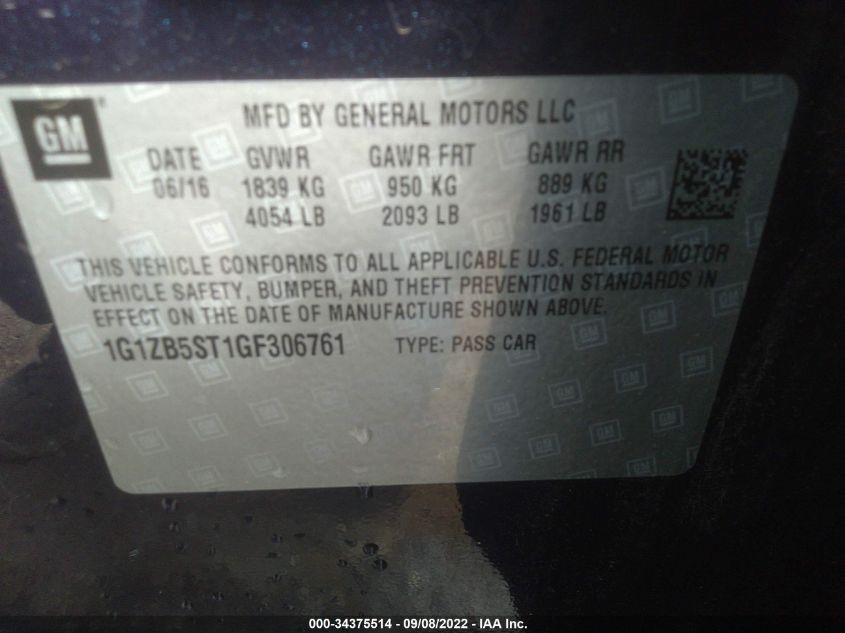 GM
MFD BY GENERAL MOTORS LLC
DATE GVWR GAWR FRT GAWR RR
06/16 1839 KG 950 KG 889 KG
4054 LB 2093 LB 1961 LB
THIS VEHICLE CONFORMS TO ALL APPLICABLE U.S. FEDERAL MOTOR
VEHICLE SAFETY, BUMPER, AND THEFT PREVENTION STANDARDS IN
EFFECT ON THE DATE OF MANUFACTURE SHOWN ABOVE.
1G1ZB5ST1GF306761 TYPE: PASS CAR
000-34375514 - 09/08/2022 - IAA Inc.